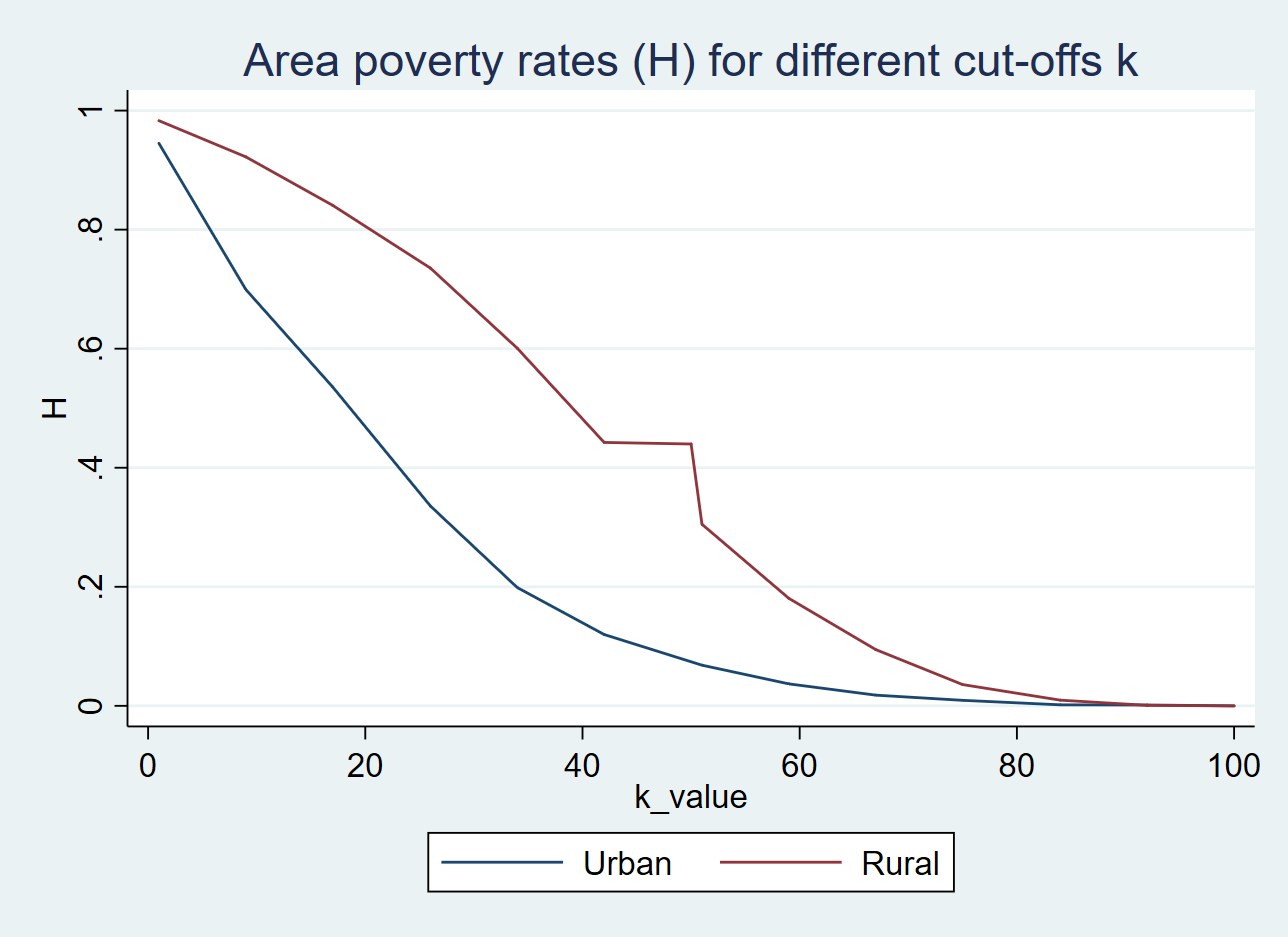 Area poverty rates (H) for different cut-offs k
1
.8
.6
.4
.2
0
H
0 20 40 60 80 100
k_value
Urban Rural